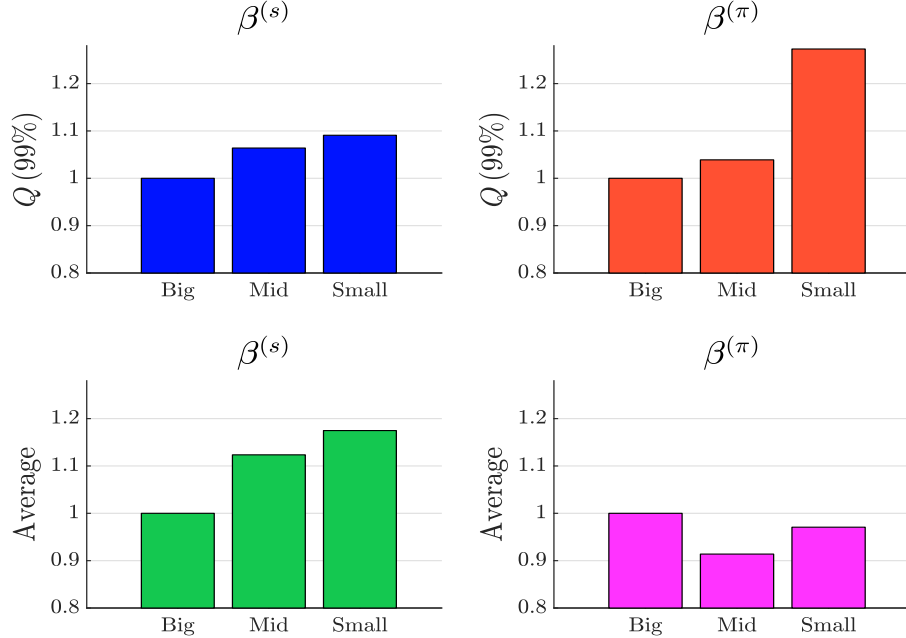 β^(s)
Q (99%)
1.2
1.1
1
0.9
0.8
Big Mid Small
β^(π)
Q (99%)
1.2
1.1
1
0.9
0.8
Big Mid Small
β^(s)
Average
1.2
1.1
1
0.9
0.8
Big Mid Small
β^(π)
Average
1.2
1.1
1
0.9
0.8
Big Mid Small